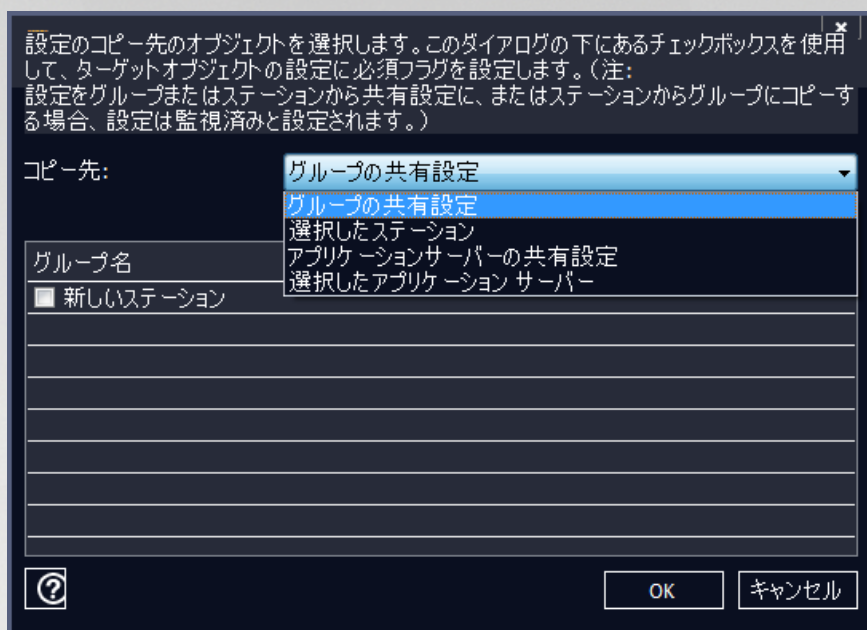 設定のコピー先のオブジェクトを選択します。このダイアログの下にあるチェックボックスを使用
して、ターゲットオブジェクトの設定に必須フラグを設定します。（注:
設定をグループまたはステーションから共有設定に、またはステーションからグループにコピーす
る場合、設定は監視済みと設定されます。）
コピー先:
グループの共有設定
グループの共有設定
選択したステーション
アプリケーションサーバーの共有設定
選択したアプリケーション サーバー
グループ名
新しいステーション
OK
キャンセル